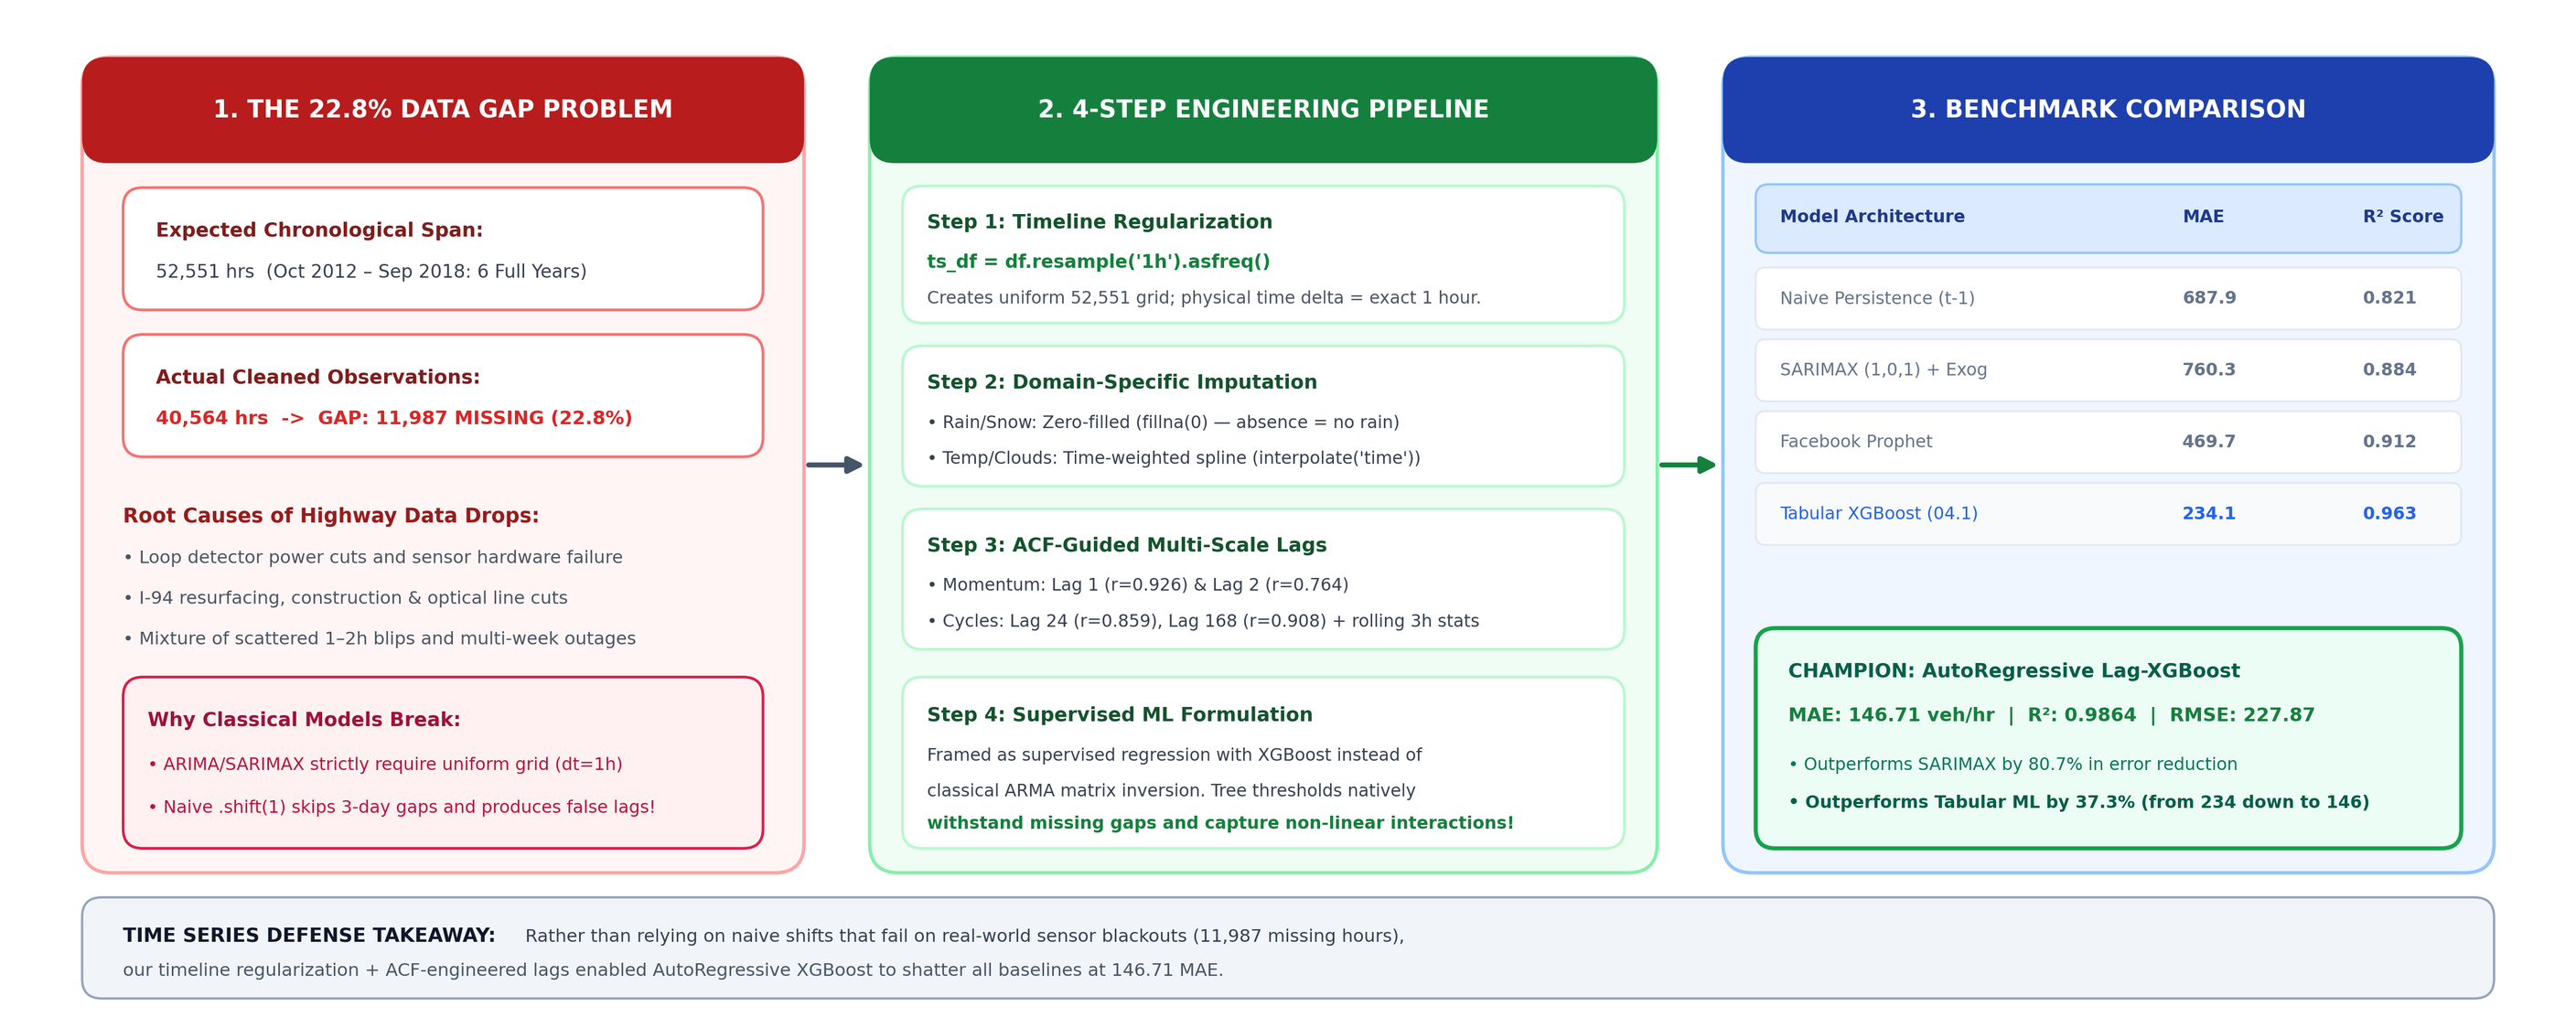 1. THE 22.8% DATA GAP PROBLEM
Expected Chronological Span:
52,551 hrs  (Oct 2012 – Sep 2018: 6 Full Years)
Actual Cleaned Observations:
40,564 hrs  ->  GAP: 11,987 MISSING (22.8%)
Root Causes of Highway Data Drops:
• Loop detector power cuts and sensor hardware failure
• I-94 resurfacing, construction & optical line cuts
• Mixture of scattered 1–2h blips and multi-week outages
Why Classical Models Break:
• ARIMA/SARIMAX strictly require uniform grid (dt=1h)
• Naive .shift(1) skips 3-day gaps and produces false lags!
2. 4-STEP ENGINEERING PIPELINE
Step 1: Timeline Regularization
ts_df = df.resample('1h').asfreq()
Creates uniform 52,551 grid; physical time delta = exact 1 hour.
Step 2: Domain-Specific Imputation
• Rain/Snow: Zero-filled (fillna(0) — absence = no rain)
• Temp/Clouds: Time-weighted spline (interpolate('time'))
Step 3: ACF-Guided Multi-Scale Lags
• Momentum: Lag 1 (r=0.926) & Lag 2 (r=0.764)
• Cycles: Lag 24 (r=0.859), Lag 168 (r=0.908) + rolling 3h stats
Step 4: Supervised ML Formulation
Framed as supervised regression with XGBoost instead of
classical ARMA matrix inversion. Tree thresholds natively
withstand missing gaps and capture non-linear interactions!
3. BENCHMARK COMPARISON
Model Architecture MAE R² Score
Naive Persistence (t-1) 687.9 0.821
SARIMAX (1,0,1) + Exog 760.3 0.884
Facebook Prophet 469.7 0.912
Tabular XGBoost (04.1) 234.1 0.963
CHAMPION: AutoRegressive Lag-XGBoost
MAE: 146.71 veh/hr  |  R²: 0.9864  |  RMSE: 227.87
• Outperforms SARIMAX by 80.7% in error reduction
• Outperforms Tabular ML by 37.3% (from 234 down to 146)
TIME SERIES DEFENSE TAKEAWAY: Rather than relying on naive shifts that fail on real-world sensor blackouts (11,987 missing hours),
our timeline regularization + ACF-engineered lags enabled AutoRegressive XGBoost to shatter all baselines at 146.71 MAE.